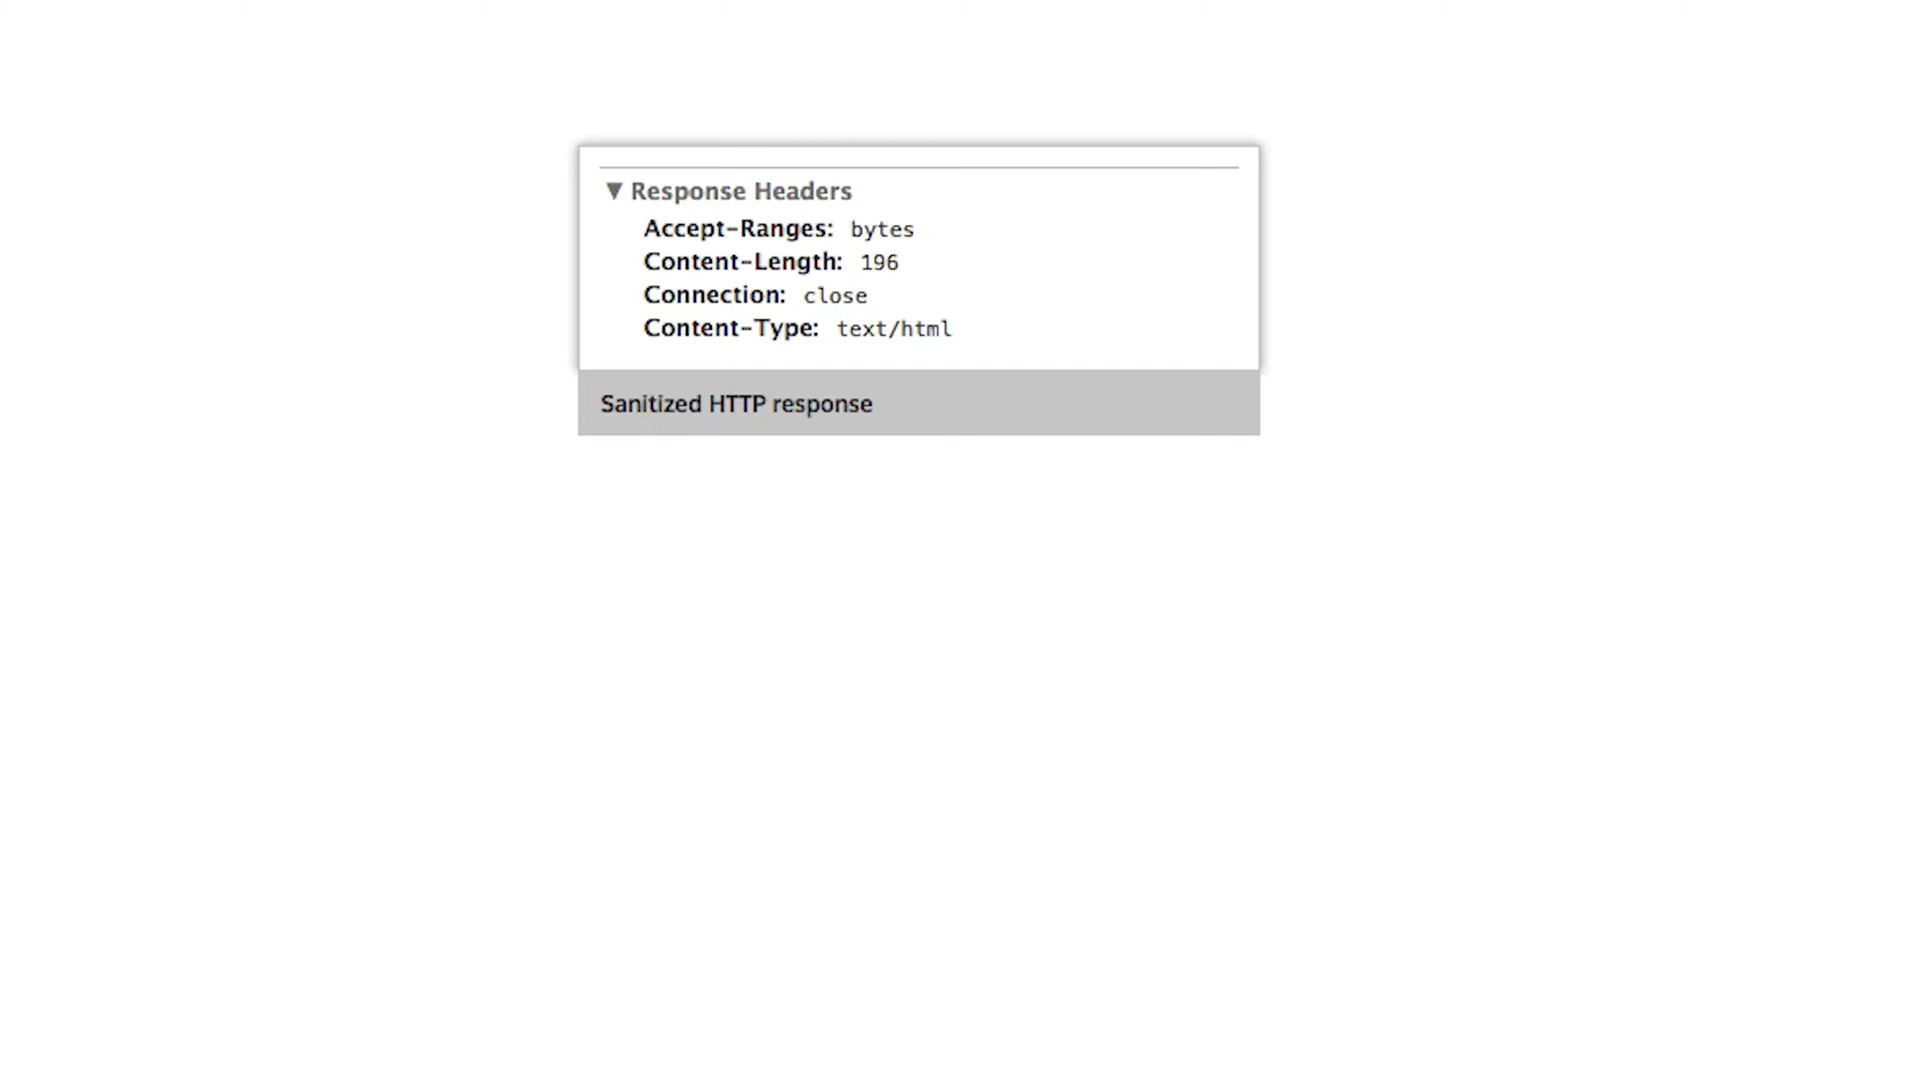 ▼ Response Headers
Accept-Ranges: bytes
Content-Length: 196
Connection: close
Content-Type: text/html
Sanitized HTTP response